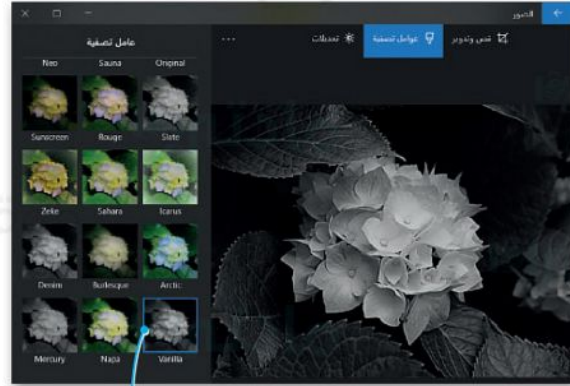 الصور
قص وتدوير
عوامل تصفية
تعديلات
عامل تصفية
Original Sauna Neo
Slate Rouge Sunscreen
Icarus Sahara Zeke
Arctic Burlesque Denim
Vanilla Napa Mercury